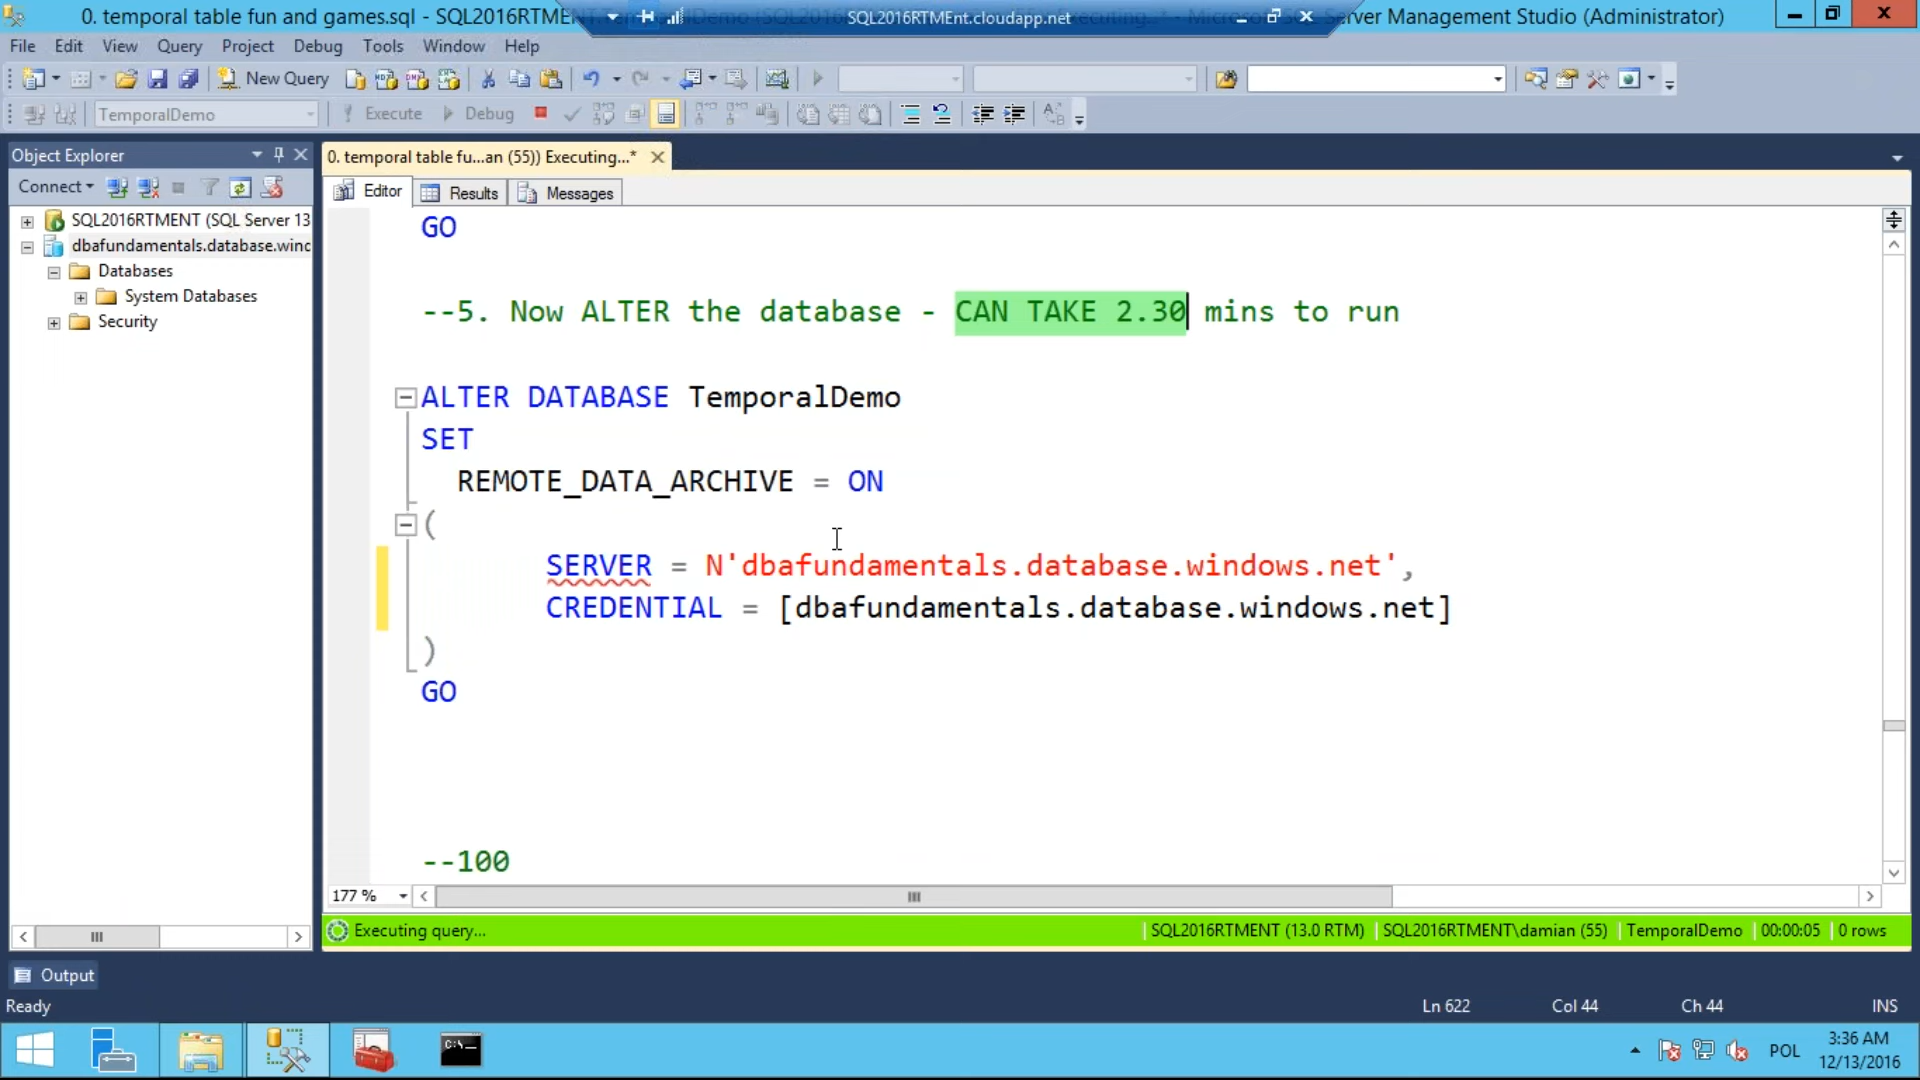 0. temporal table fun and games.sql - SQL2016RTMENT.
SQL2016RTMEnt.cloudapp.net
Server Management Studio (Administrator)
File Edit View Query Project Debug Tools Window Help
New Query
TemporalDemo Execute Debug
Object Explorer
0. temporal table fu...an (55)) Executing...*
Connect
Editor Results Messages
SQL2016RTMENT (SQL Server 13
dbafundamentals.database.winc
Databases
System Databases
Security
GO
--5. Now ALTER the database - CAN TAKE 2.30 mins to run
ALTER DATABASE TemporalDemo
SET
REMOTE_DATA_ARCHIVE = ON
(
SERVER = N'dbafundamentals.database.windows.net',
CREDENTIAL = [dbafundamentals.database.windows.net]
)
GO
--100
177 %
Executing query... SQL2016RTMENT (13.0 RTM) SQL2016RTMENT\damian (55) TemporalDemo 00:00:05 0 rows
Output
Ready Ln 622 Col 44 Ch 44 INS
POL 3:36 AM
12/13/2016